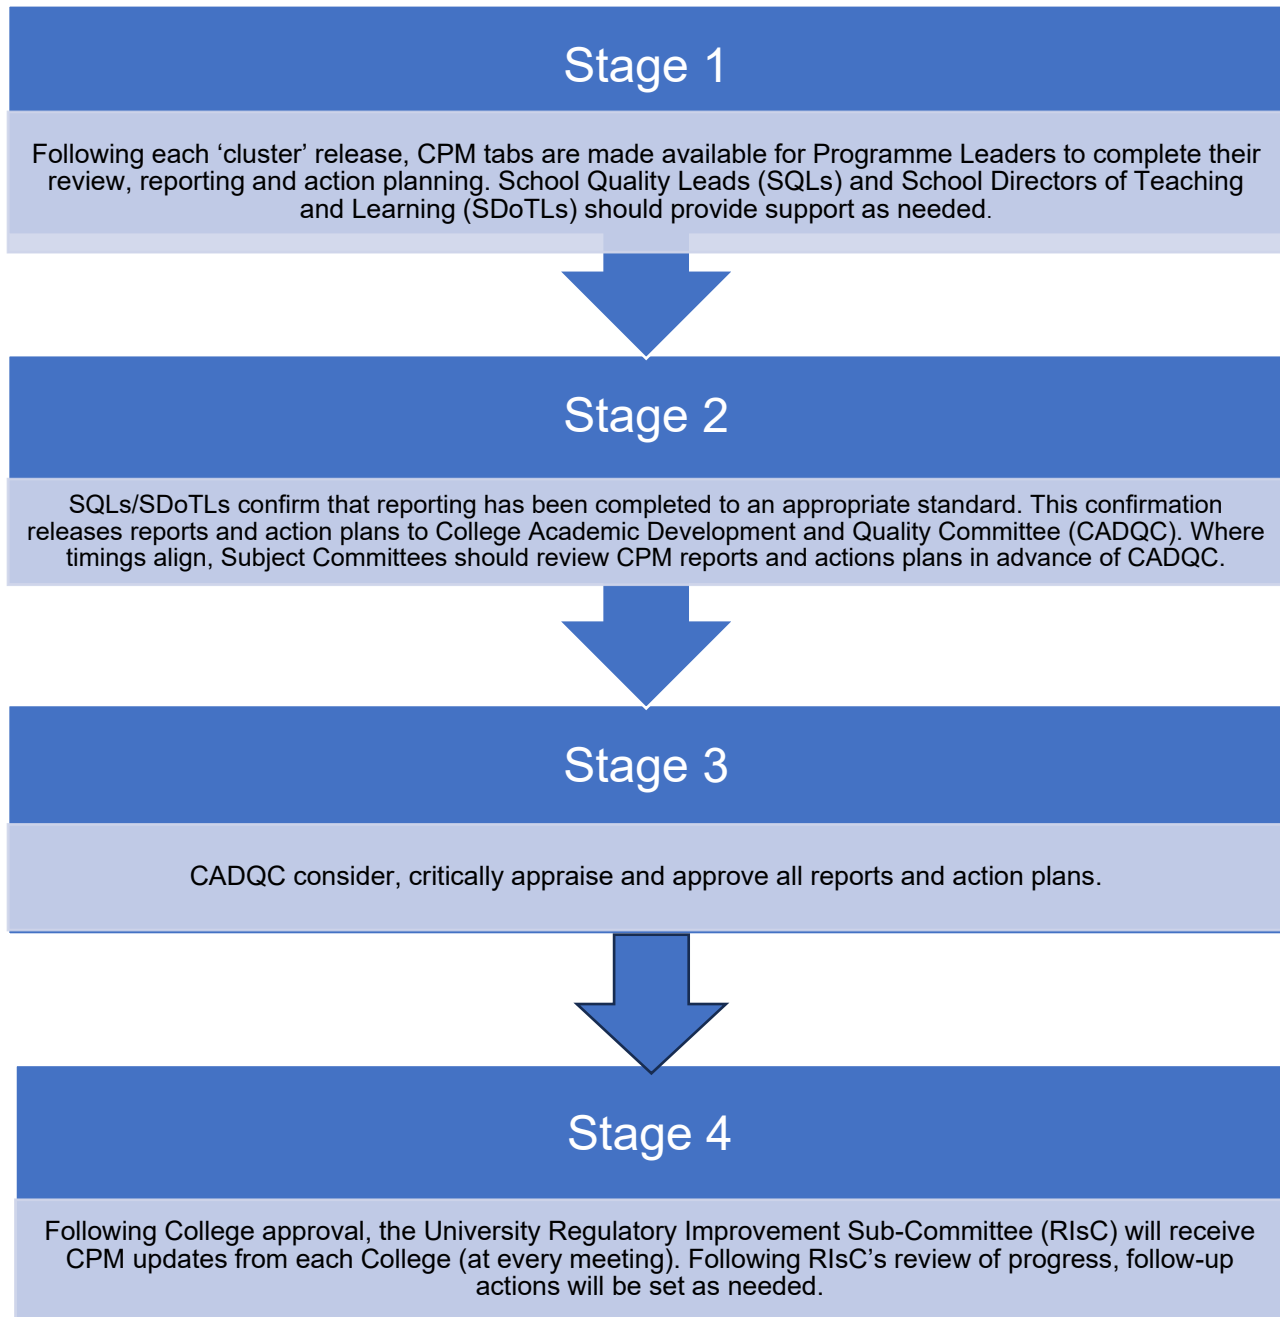 Stage 1
Following each ‘cluster’ release, CPM tabs are made available for Programme Leaders to complete their
review, reporting and action planning. School Quality Leads (SQLs) and School Directors of Teaching
and Learning (SDoTLs) should provide support as needed.
Stage 2
SQLs/SDoTLs confirm that reporting has been completed to an appropriate standard. This confirmation
releases reports and action plans to College Academic Development and Quality Committee (CADQC). Where
timings align, Subject Committees should review CPM reports and actions plans in advance of CADQC.
Stage 3
CADQC consider, critically appraise and approve all reports and action plans.
Stage 4
Following College approval, the University Regulatory Improvement Sub-Committee (RIsC) will receive
CPM updates from each College (at every meeting). Following RIsC’s review of progress, follow-up
actions will be set as needed.